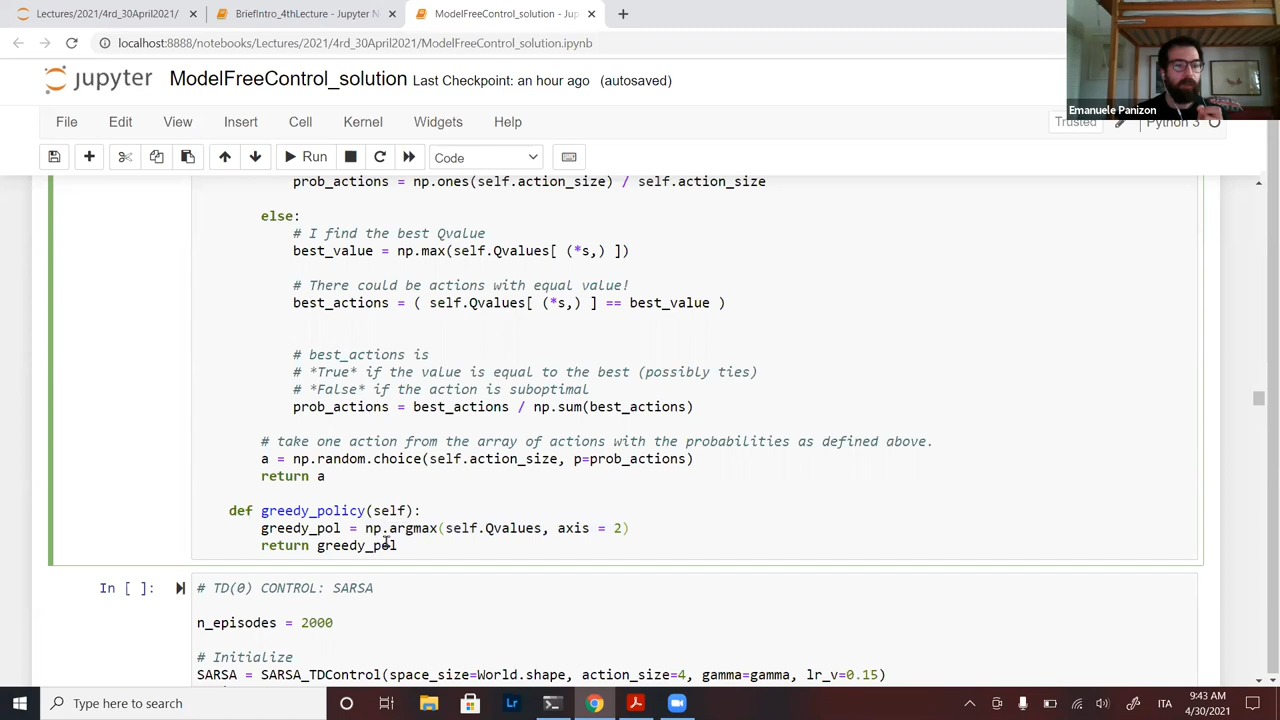 Lectures/2021/4rd_30April2021/
BriefIntro_4thLecture - Jupyter N
ModelFreeControl_solution - Jup
localhost:8888/notebooks/Lectures/2021/4rd_30April2021/ModelFreeControl_solution.ipynb
jupyter ModelFreeControl_solution Last Checkpoint: an hour ago (autosaved)
Emanuele Panizon
File Edit View Insert Cell Kernel Widgets Help
Trusted Python 3
Run Code
prob_actions = np.ones(self.action_size) / self.action_size
else:
# I find the best Qvalue
best_value = np.max(self.Qvalues[ (*s,) ])
# There could be actions with equal value!
best_actions = ( self.Qvalues[ (*s,) ] == best_value )
# best_actions is
# *True* if the value is equal to the best (possibly ties)
# *False* if the action is suboptimal
prob_actions = best_actions / np.sum(best_actions)
# take one action from the array of actions with the probabilities as defined above.
a = np.random.choice(self.action_size, p=prob_actions)
return a
def greedy_policy(self):
greedy_pol = np.argmax(self.Qvalues, axis = 2)
return greedy_pol
In [ ]: # TD(0) CONTROL: SARSA
n_episodes = 2000
# Initialize
SARSA = SARSA_TDControl(space_size=World.shape, action_size=4, gamma=gamma, lr_v=0.15)
Type here to search
ITA
9:43 AM
4/30/2021